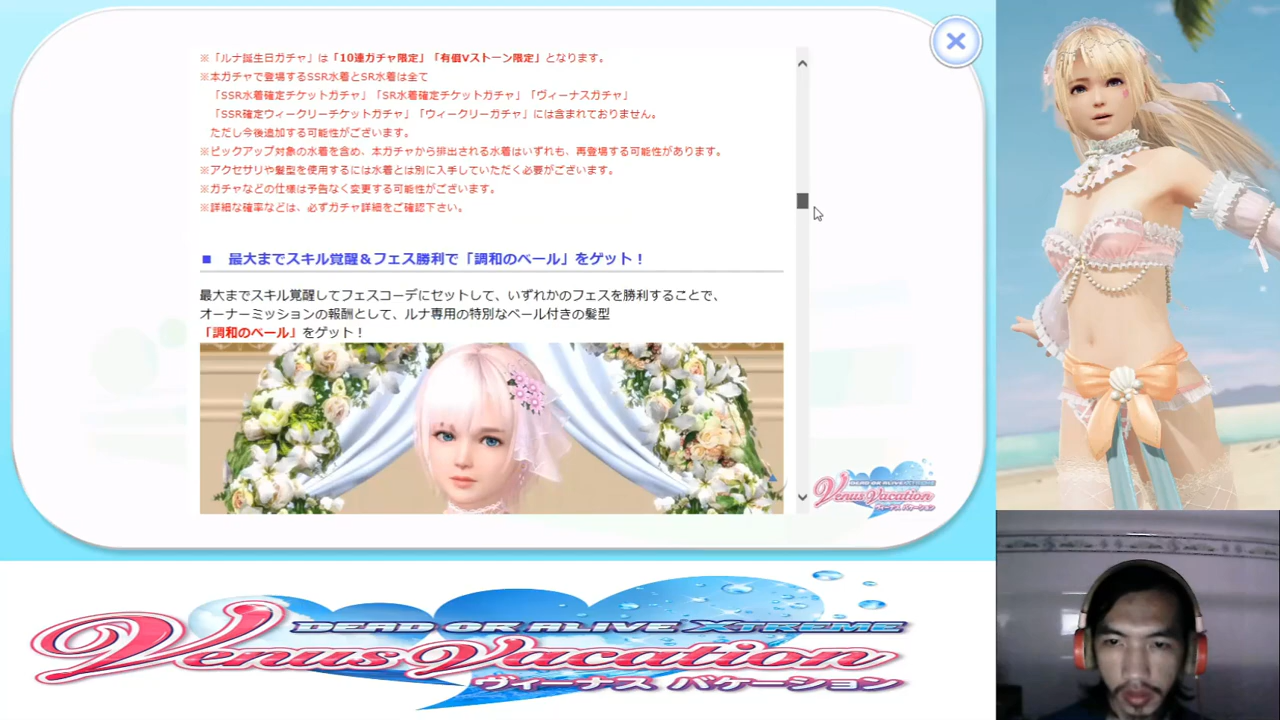 ※「ルナ誕生日ガチャ」は「10連ガチャ限定」「有償Vストーン限定」となります。
※本ガチャで登場するSSR水着とSR水着は全て
「SSR水着確定チケットガチャ」「SR水着確定チケットガチャ」「ヴィーナスガチャ」
「SSR確定ウィークリーチケットガチャ」「ウィークリーガチャ」には含まれておりません。
ただし今後追加する可能性がございます。
※ピックアップ対象の水着を含め、本ガチャから排出される水着はいずれも、再登場する可能性があります。
※アクセサリや髪型を使用するには水着とは別に入手していただく必要がございます。
※ガチャなどの仕様は予告なく変更する可能性がございます。
※詳細な確率などは、必ずガチャ詳細をご確認下さい。
■ 最大までスキル覚醒&フェス勝利で「調和のベール」をゲット!
最大までスキル覚醒してフェスコーデにセットして、いずれかのフェスを勝利することで、
オーナーミッションの報酬として、ルナ専用の特別なベール付きの髪型
「調和のベール」をゲット!
DEAD OR ALIVE XTREME
Venus Vacation
ヴィーナス バケーション
DEAD OR ALIVE XTREME
Venus Vacation
ヴィーナス バケーション